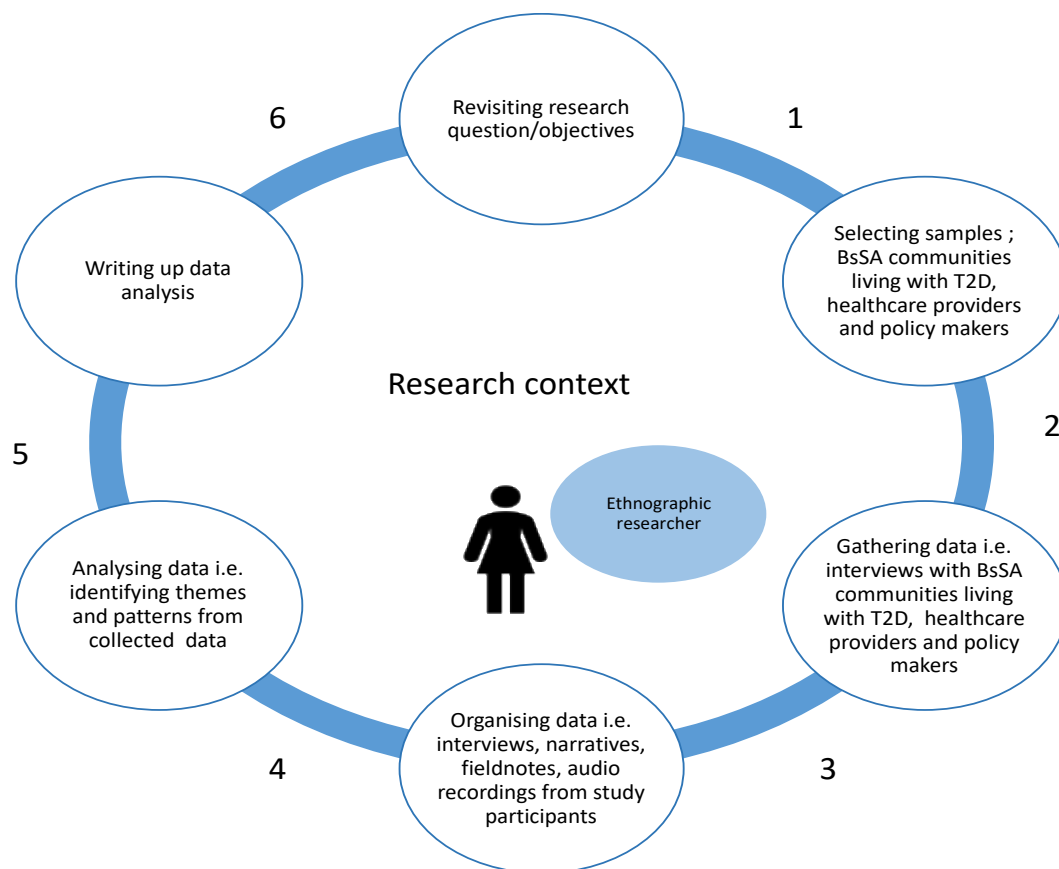 Revisiting research
question/objectives
1
Selecting samples ;
BsSA communities
living with T2D,
healthcare providers
and policy makers
2
Gathering data i.e.
interviews with BsSA
communities living
with T2D, healthcare
providers and policy
makers
3
Organising data i.e.
interviews, narratives,
fieldnotes, audio
recordings from study
participants
4
Analysing data i.e.
identifying themes
and patterns from
collected data
5
Writing up data
analysis
6
Research context
Ethnographic
researcher